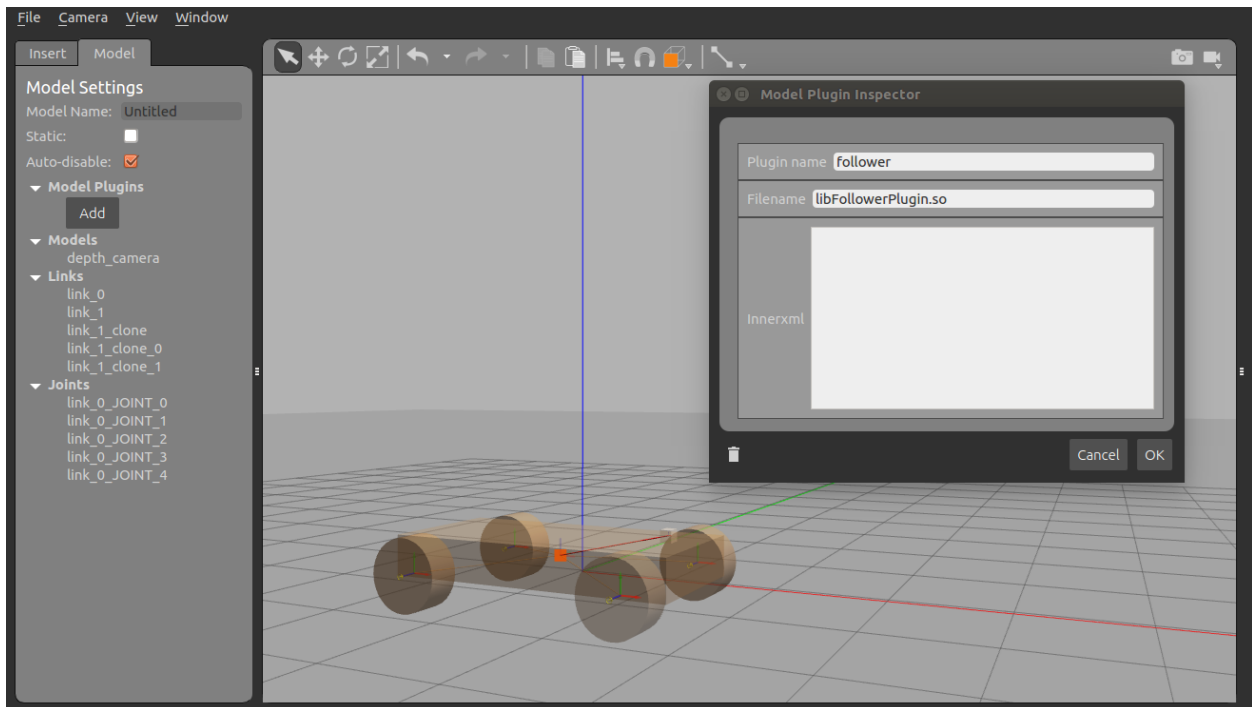 File Camera View Window
Insert Model
Model Settings
Model Name: Untitled
Static:
Auto-disable:
Model Plugins
Add
Models
depth_camera
Links
link_0
link_1
link_1_clone
link_1_clone_0
link_1_clone_1
Joints
link_0_JOINT_0
link_0_JOINT_1
link_0_JOINT_2
link_0_JOINT_3
link_0_JOINT_4
Model Plugin Inspector
Plugin name follower
Filename libFollowerPlugin.so
Innerxml
Cancel OK